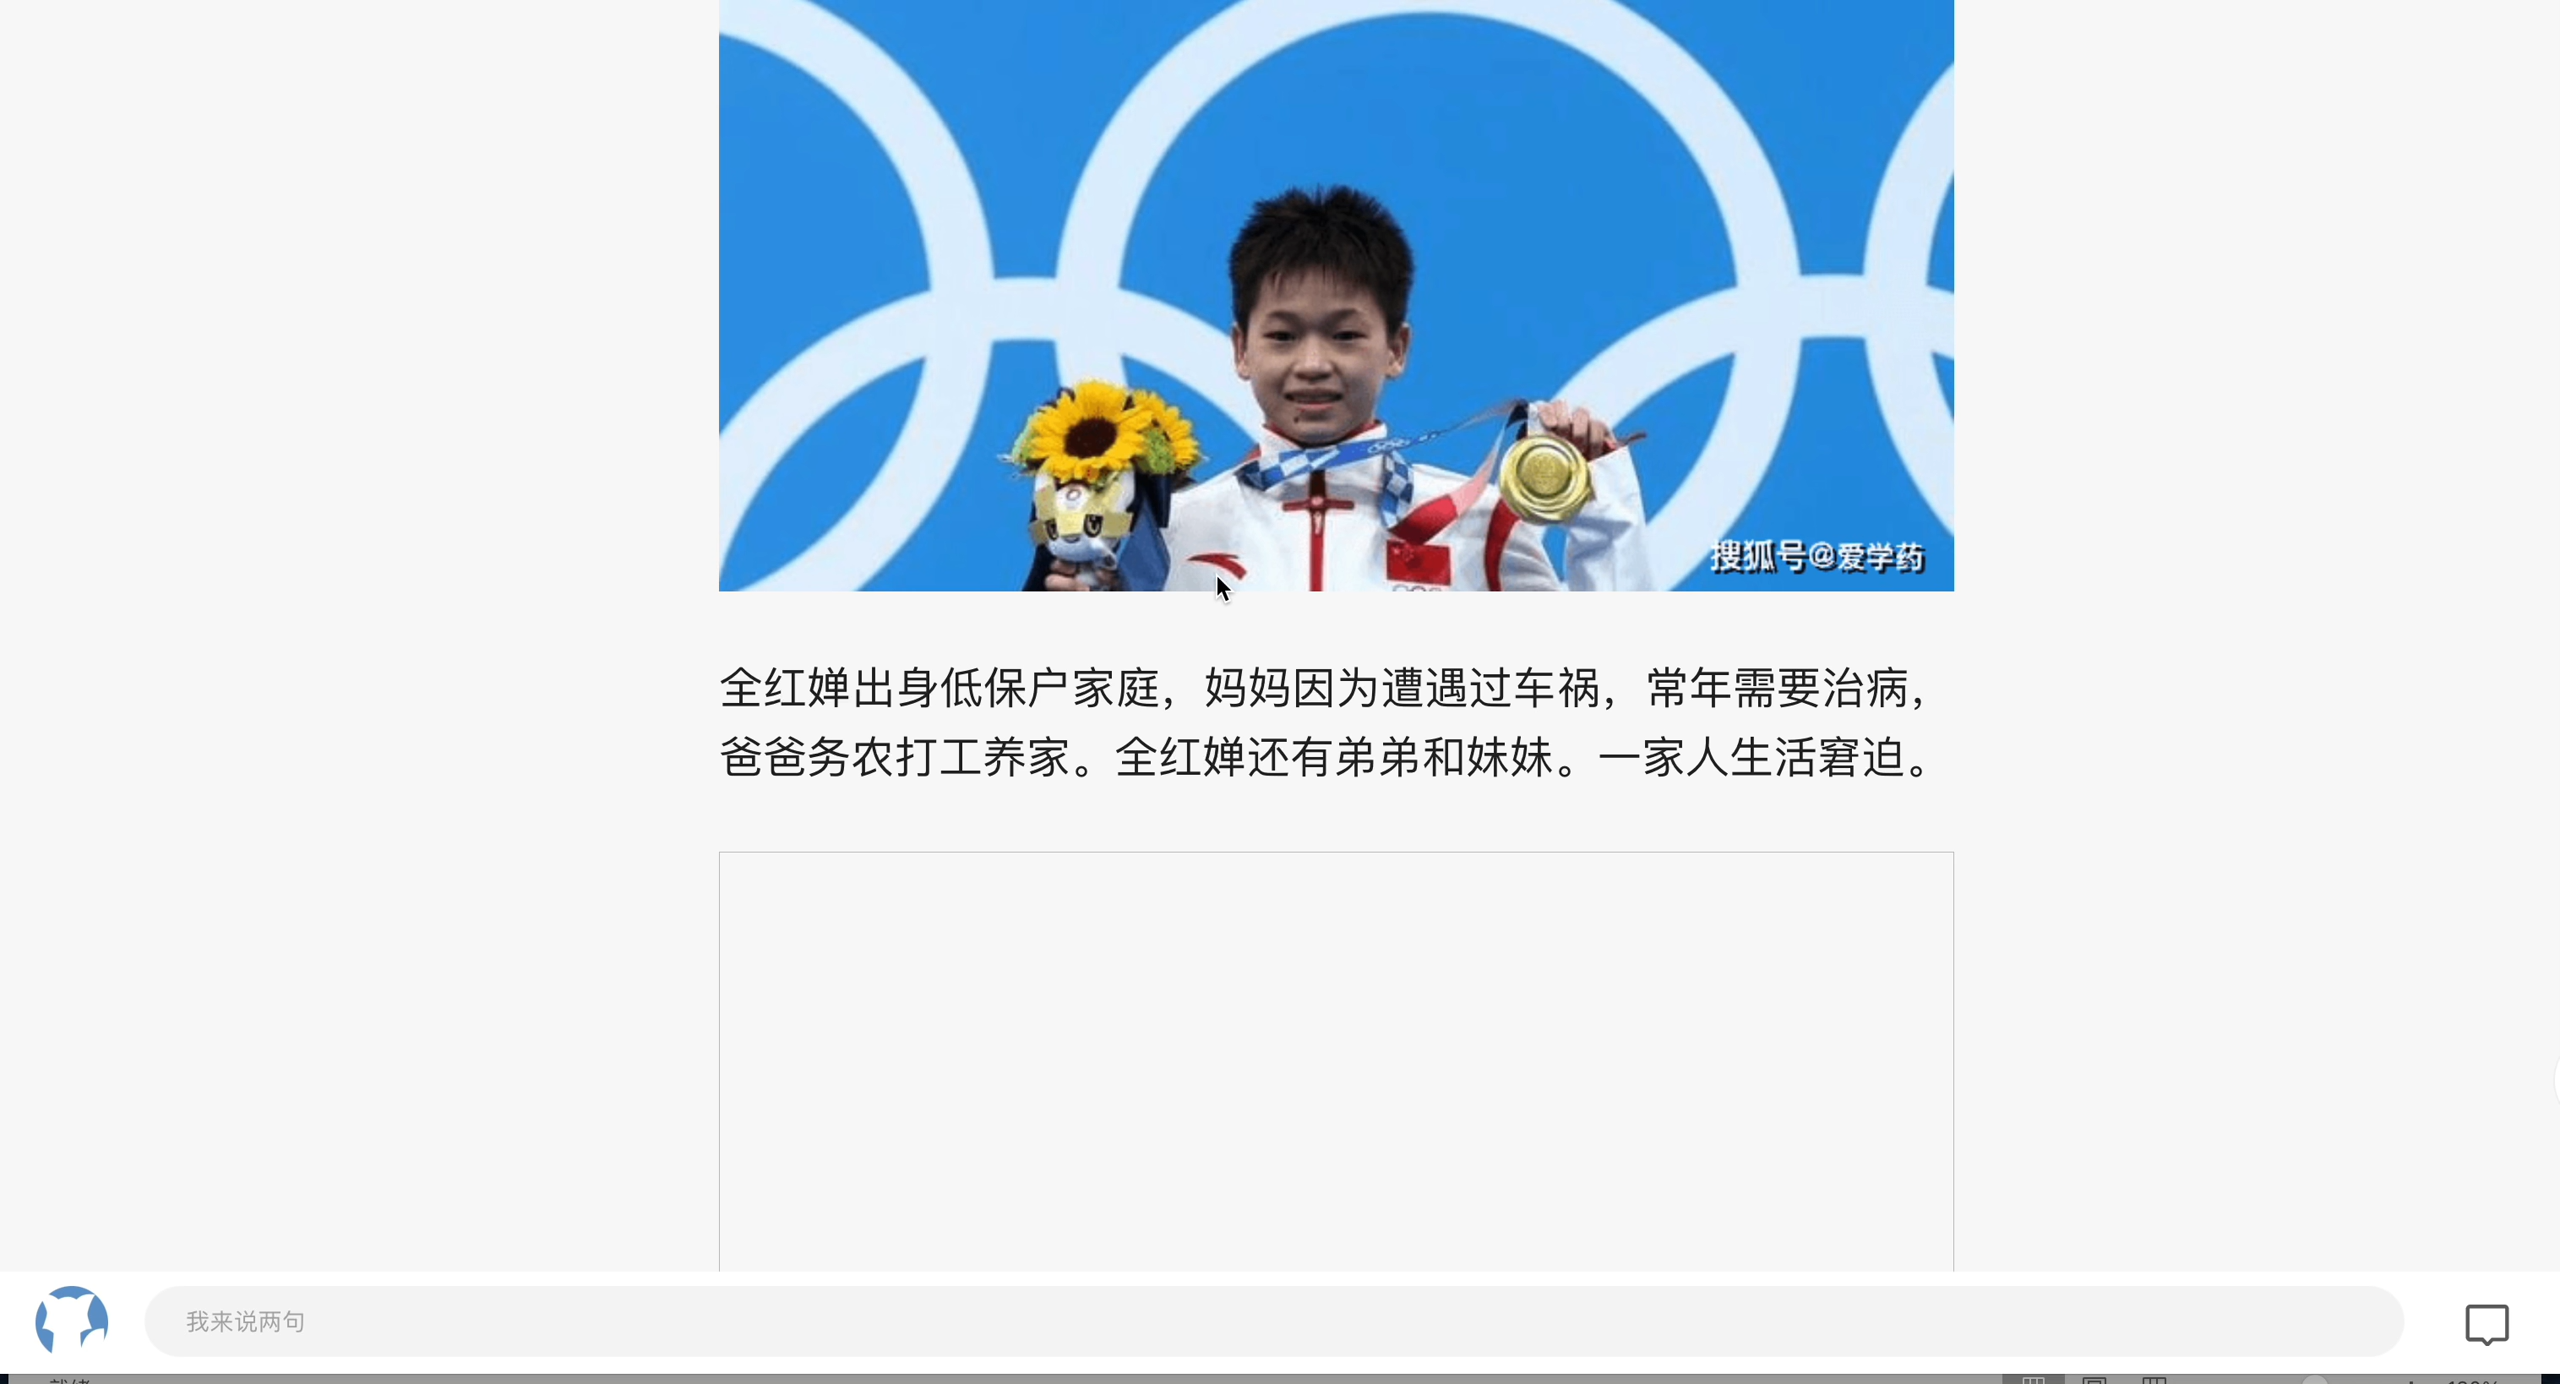 搜狐号@爱学药
全红婵出身低保户家庭，妈妈因为遭遇过车祸，常年需要治病，
爸爸务农打工养家。全红婵还有弟弟和妹妹。一家人生活窘迫。
我来说两句